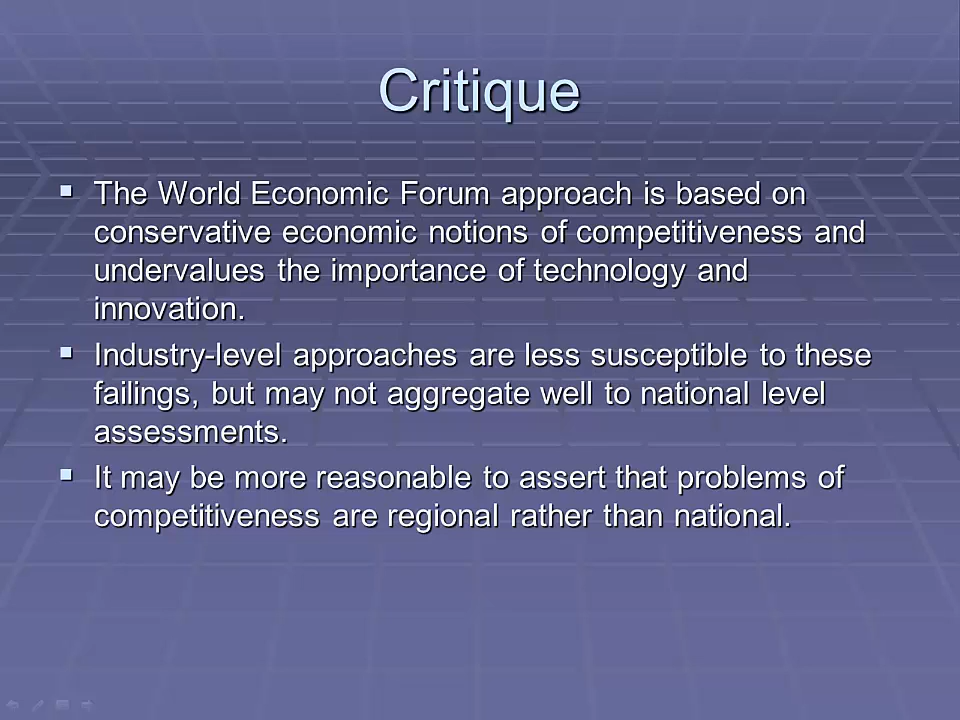 Critique
The World Economic Forum approach is based on
conservative economic notions of competitiveness and
undervalues the importance of technology and
innovation.
Industry-level approaches are less susceptible to these
failings, but may not aggregate well to national level
assessments.
It may be more reasonable to assert that problems of
competitiveness are regional rather than national.